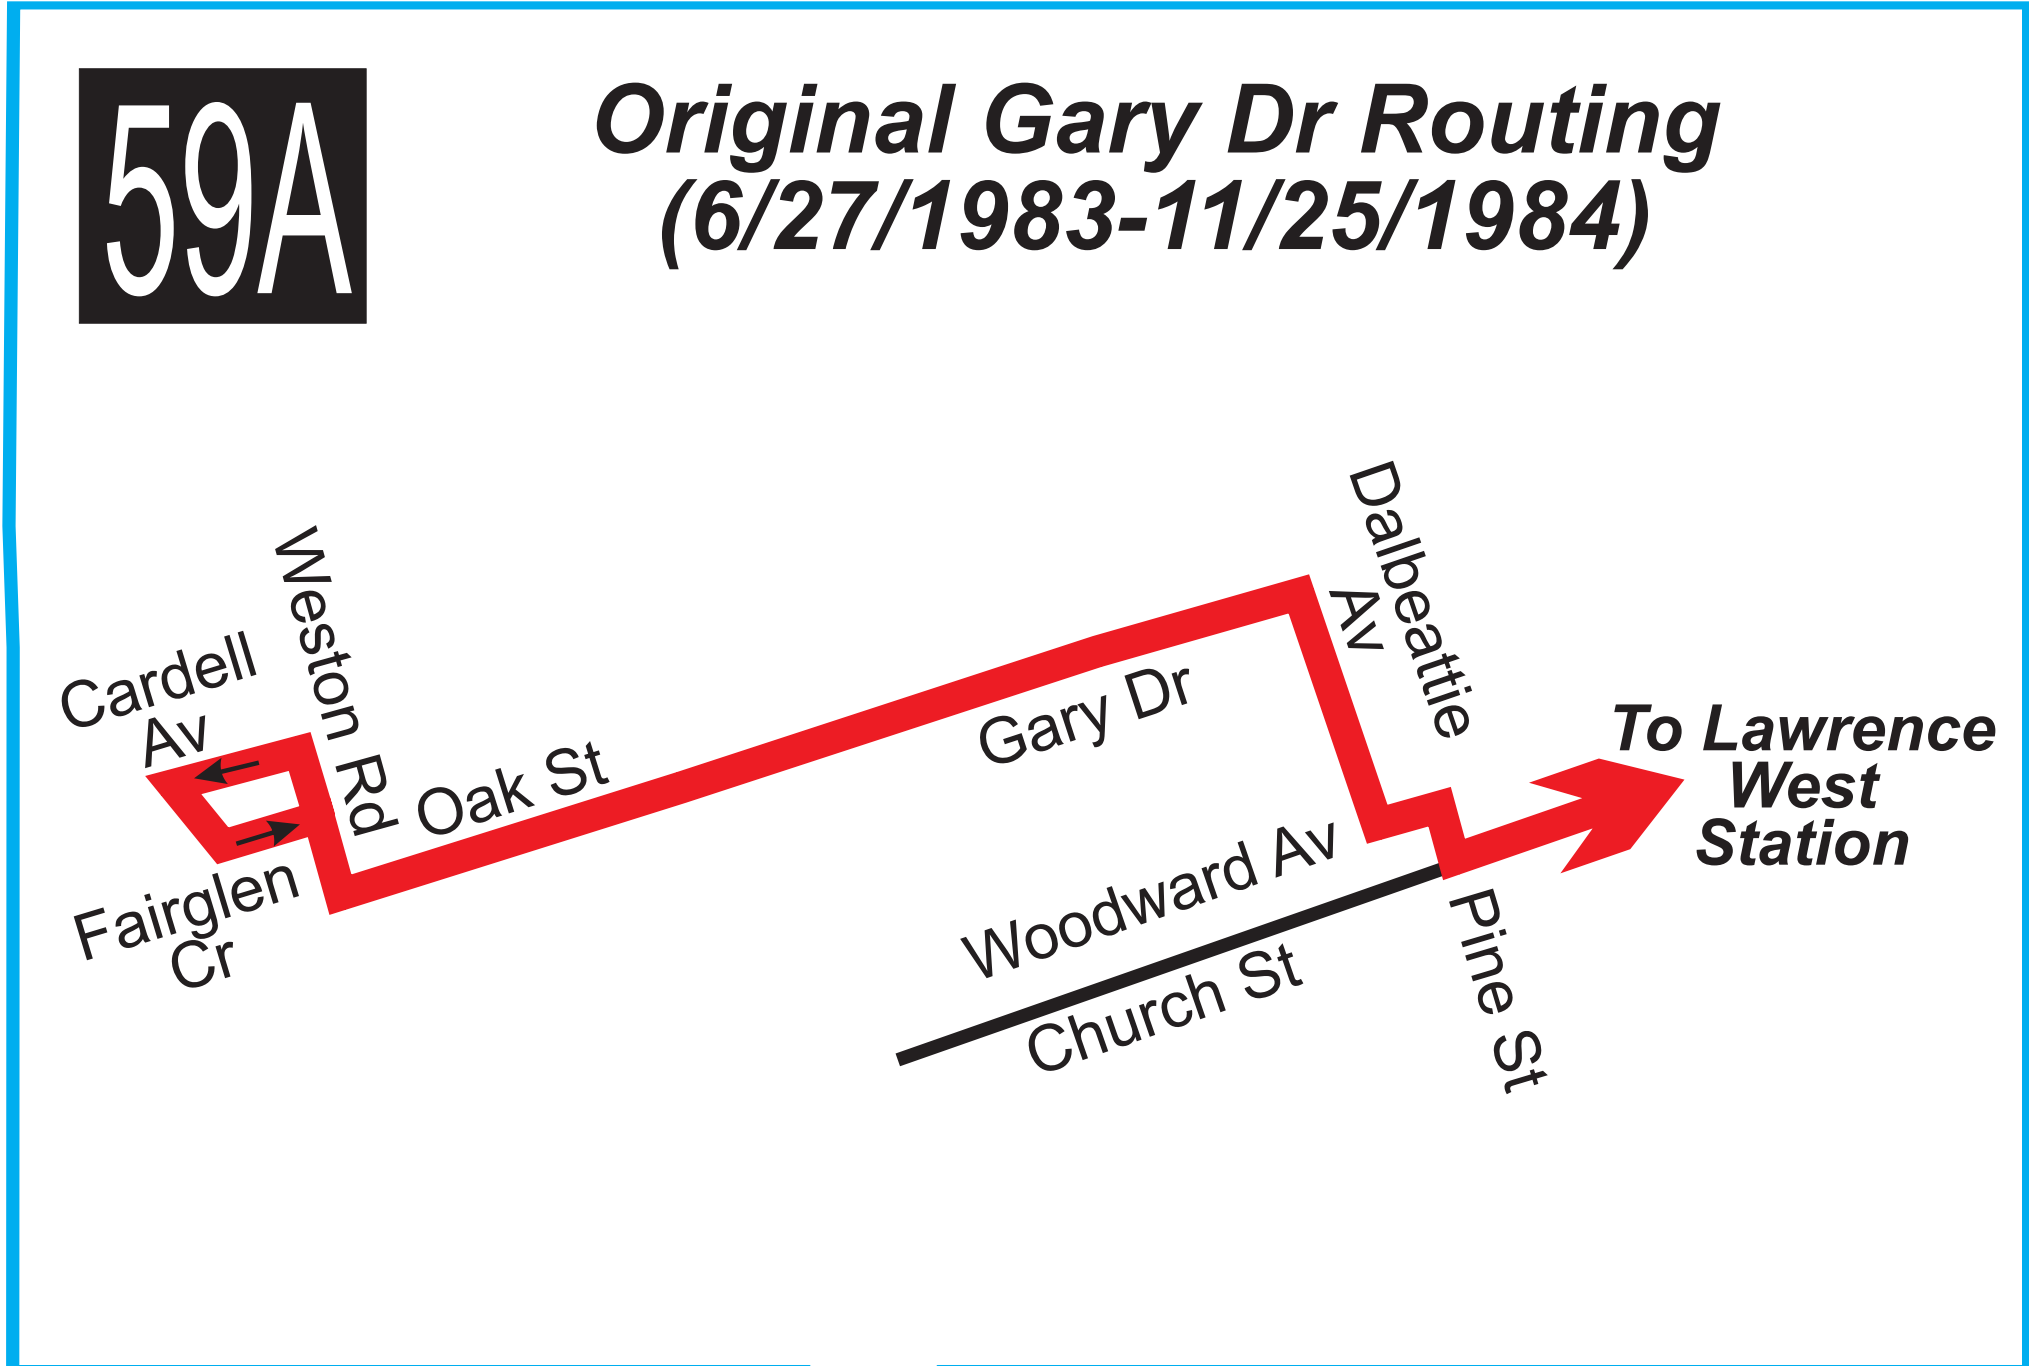 59A
Original Gary Dr Routing
(6/27/1983-11/25/1984)
Dalbeattie
Av
Weston Rd
Cardell
Av
Gary Dr
Oak St
To Lawrence
West
Station
Woodward Av
Fairglen
Cr
Church St
Pine St